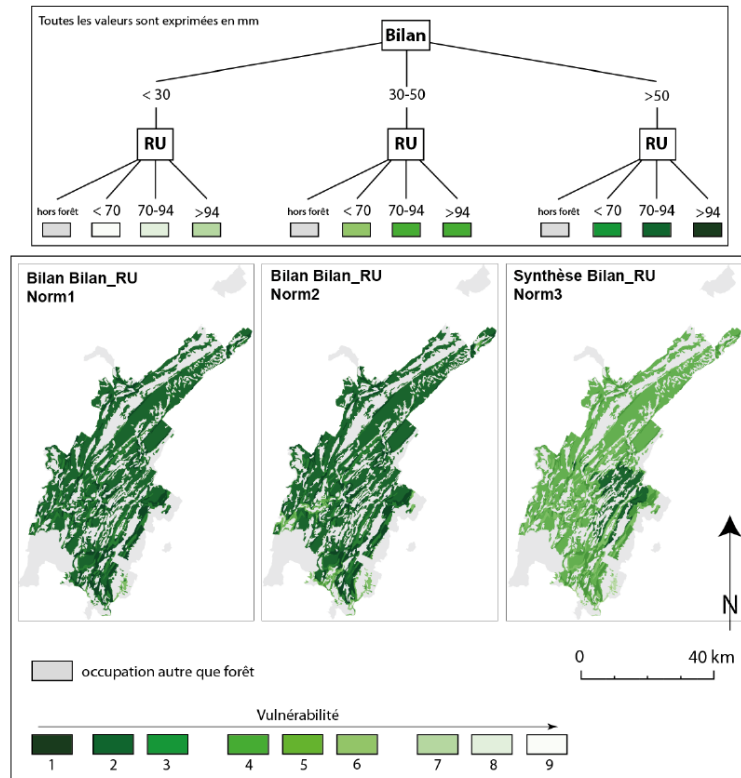 Toutes les valeurs sont exprimées en mm
Bilan
< 30 30-50 >50
RU RU RU
hors forêt < 70 70-94 >94 hors forêt < 70 70-94 >94 hors forêt < 70 70-94 >94
Bilan Bilan_RU
Norm1
Bilan Bilan_RU
Norm2
Synthèse Bilan_RU
Norm3
N
occupation autre que forêt
0 40 km
Vulnérabilité
1 2 3 4 5 6 7 8 9